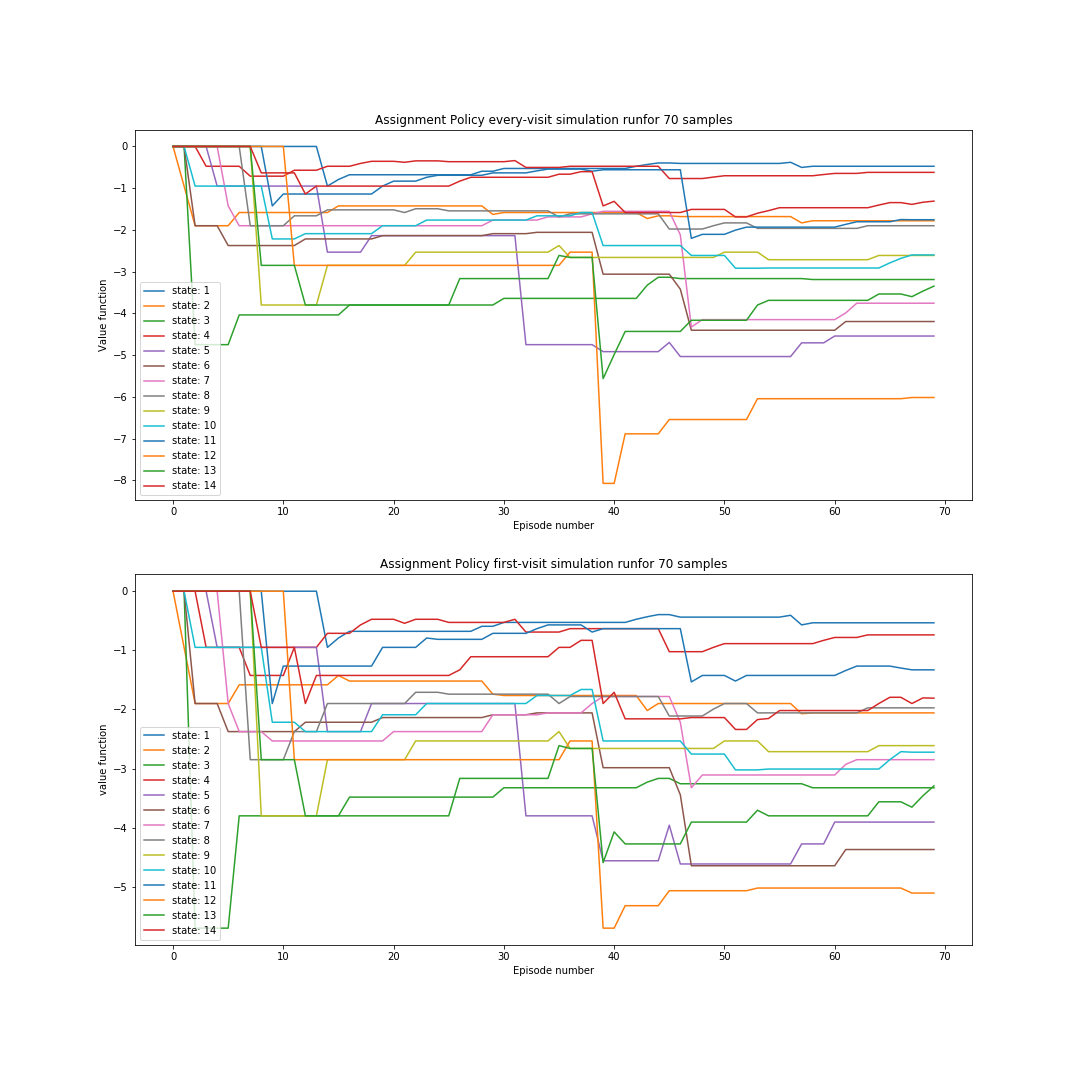 Assignment Policy every-visit simulation runfor 70 samples
0
−1
−2
−3
−4
−5
−6
−7
−8
Value function
state: 1
state: 2
state: 3
state: 4
state: 5
state: 6
state: 7
state: 8
state: 9
state: 10
state: 11
state: 12
state: 13
state: 14
0 10 20 30 40 50 60 70
Episode number
Assignment Policy first-visit simulation runfor 70 samples
0
−1
−2
−3
−4
−5
value function
state: 1
state: 2
state: 3
state: 4
state: 5
state: 6
state: 7
state: 8
state: 9
state: 10
state: 11
state: 12
state: 13
state: 14
0 10 20 30 40 50 60 70
Episode number